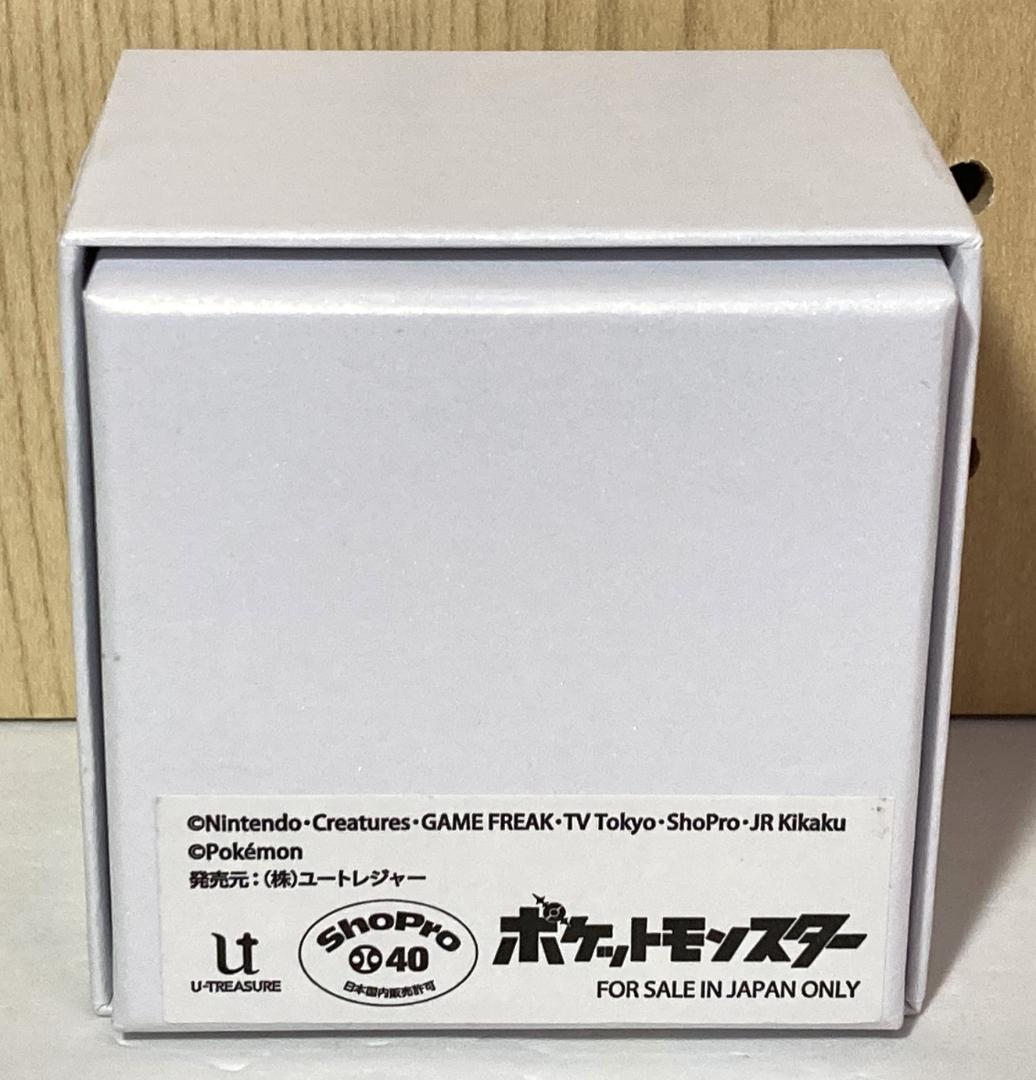 ©Nintendo・Creatures・GAME FREAK・TV Tokyo・ShoPro・JR Kikaku
©Pokémon
発売元：（株）ユートレジャー
ut
U-TREASURE
ShoPro
40
日本国内販売許可
ポケットモンスター
FOR SALE IN JAPAN ONLY